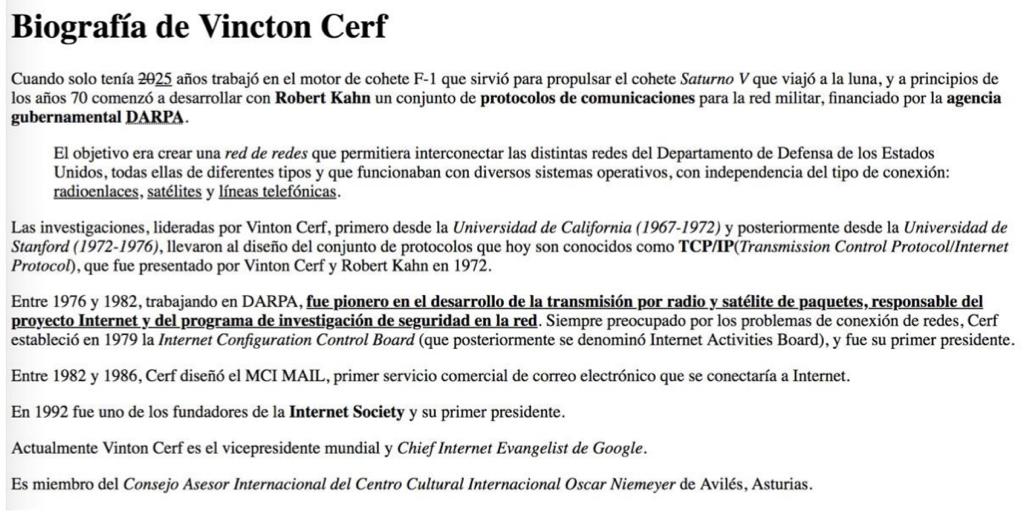 Biografía de Vincton Cerf
Cuando solo tenía 2025 años trabajó en el motor de cohete F-1 que sirvió para propulsar el cohete Saturno V que viajó a la luna, y a principios de
los años 70 comenzó a desarrollar con Robert Kahn un conjunto de protocolos de comunicaciones para la red militar, financiado por la agencia
gubernamental DARPA.
El objetivo era crear una red de redes que permitiera interconectar las distintas redes del Departamento de Defensa de los Estados
Unidos, todas ellas de diferentes tipos y que funcionaban con diversos sistemas operativos, con independencia del tipo de conexión:
radioenlaces, satélites y líneas telefónicas.
Las investigaciones, lideradas por Vinton Cerf, primero desde la Universidad de California (1967-1972) y posteriormente desde la Universidad de
Stanford (1972-1976), llevaron al diseño del conjunto de protocolos que hoy son conocidos como TCP/IP(Transmission Control Protocol/Internet
Protocol), que fue presentado por Vinton Cerf y Robert Kahn en 1972.
Entre 1976 y 1982, trabajando en DARPA, fue pionero en el desarrollo de la transmisión por radio y satélite de paquetes, responsable del
proyecto Internet y del programa de investigación de seguridad en la red. Siempre preocupado por los problemas de conexión de redes, Cerf
estableció en 1979 la Internet Configuration Control Board (que posteriormente se denominó Internet Activities Board), y fue su primer presidente.
Entre 1982 y 1986, Cerf diseñó el MCI MAIL, primer servicio comercial de correo electrónico que se conectaría a Internet.
En 1992 fue uno de los fundadores de la Internet Society y su primer presidente.
Actualmente Vinton Cerf es el vicepresidente mundial y Chief Internet Evangelist de Google.
Es miembro del Consejo Asesor Internacional del Centro Cultural Internacional Oscar Niemeyer de Avilés, Asturias.